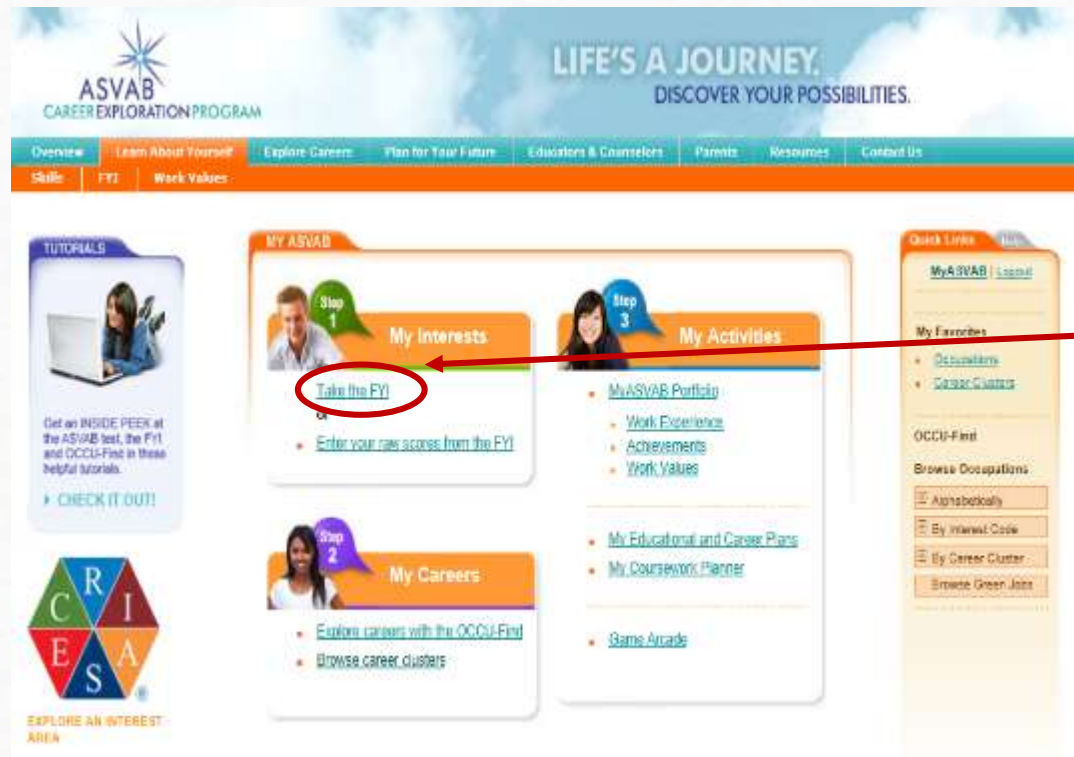 ASVAB
CAREER EXPLORATION PROGRAM
LIFE'S A JOURNEY.
DISCOVER YOUR POSSIBILITIES.
Overview
Learn About Yourself
Explore Careers
Plan for Your Future
Educators & Counselors
Parents
Resources
Contact Us
Skills
FYI
Work Values
TUTORIALS
Get an INSIDE PEEK at
the ASVAB test, the FYI
and OCCU-Find in these
helpful tutorials.
CHECK IT OUT!
R
I
A
S
E
C
®
EXPLORE AN INTEREST
AREA
MY ASVAB
Step
1
My Interests
Take the FYI
or
Enter your raw scores from the FYI
Step
2
My Careers
Explore careers with the OCCU-Find
Browse career clusters
Step
3
My Activities
MyASVAB Portfolio
Work Experience
Achievements
Work Values
My Educational and Career Plans
My Coursework Planner
Game Arcade
Quick Links
Help
MyASVAB | Logout
My Favorites
Occupations
Career Clusters
OCCU-Find
Browse Occupations
Alphabetically
By Interest Code
By Career Cluster
Browse Green Jobs